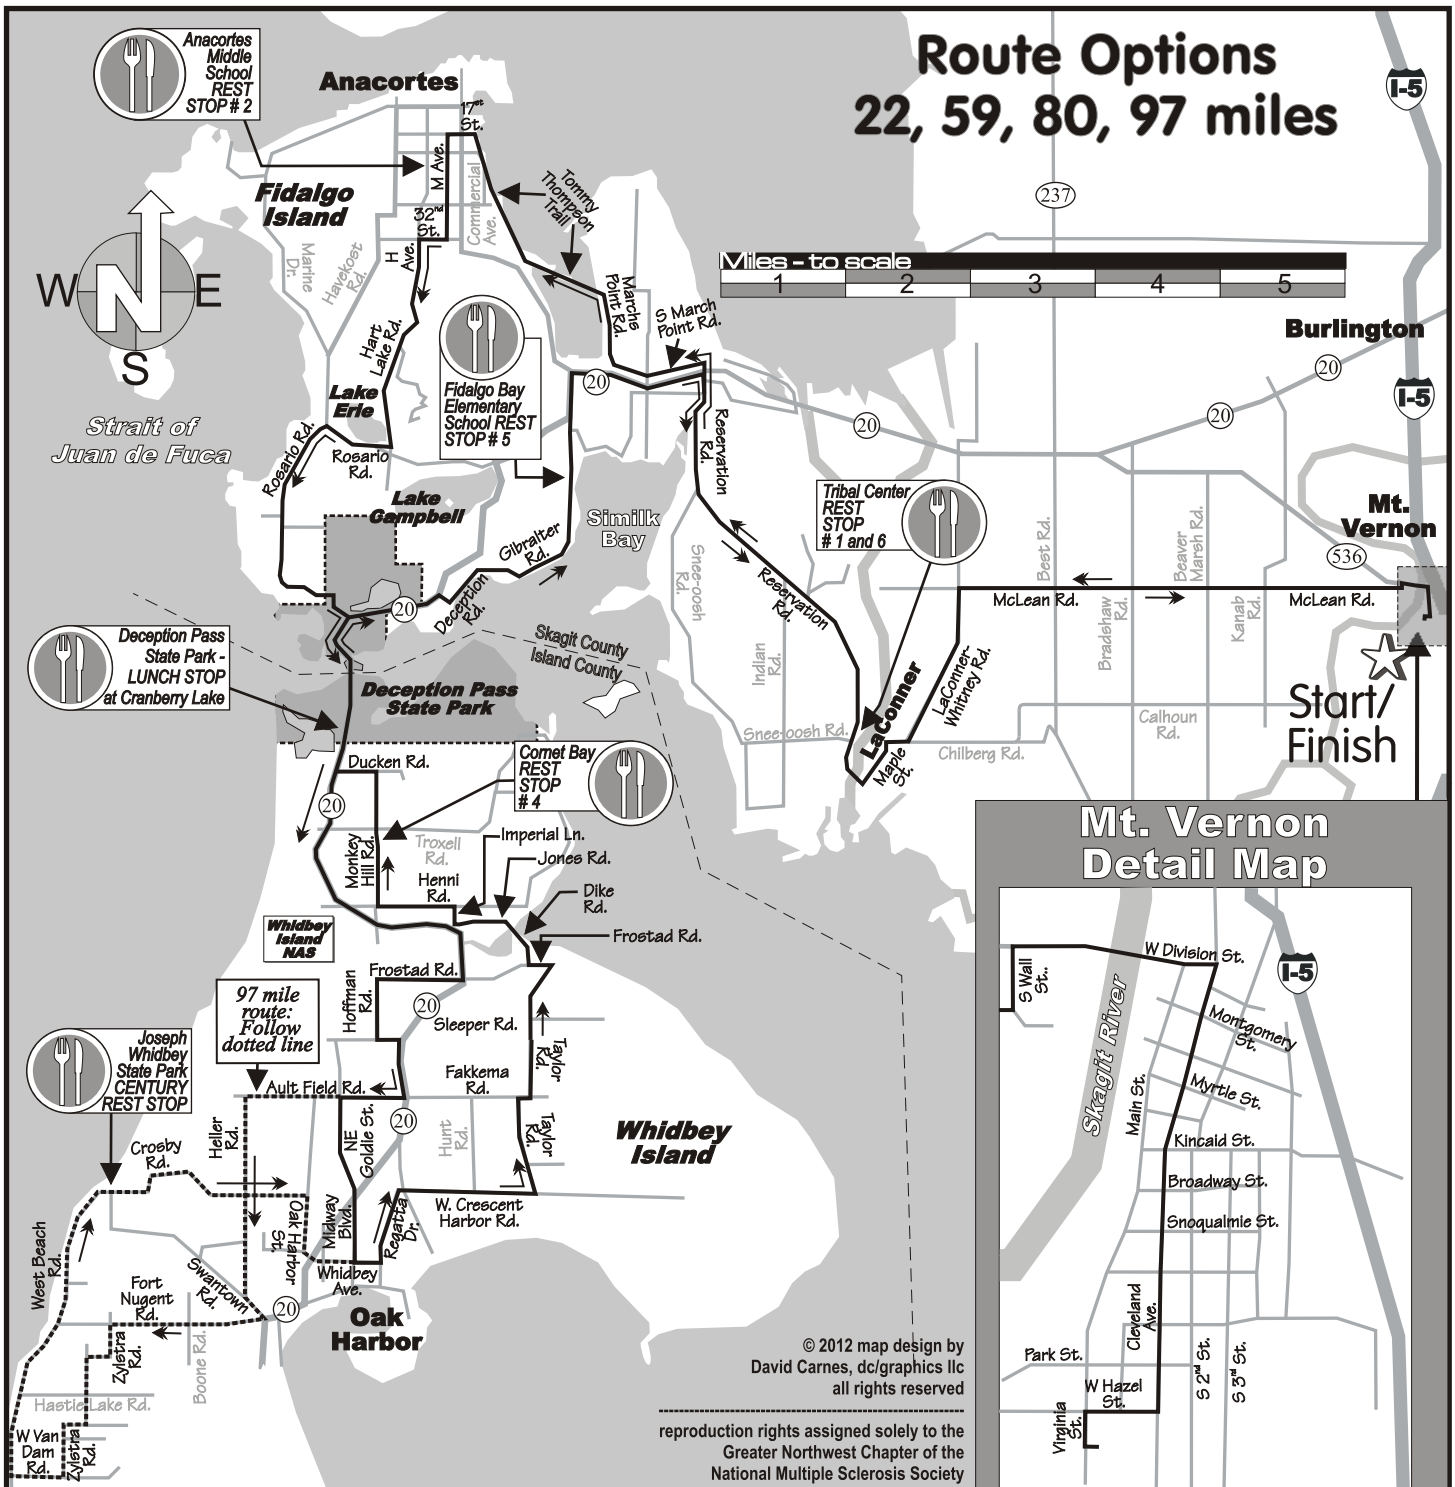 Route Options
22, 59, 80, 97 miles
Anacortes
Middle
School
REST
STOP # 2
Anacortes
17st
St.
M Ave.
Commercial
Ave.
32nd
St.
H
Ave.
Tommy
Thompson
Trail
Fidalgo
Island
Marine
Dr.
Havekost
Rd.
N
W
E
S
Strait of
Juan de Fuca
Hart
Lake Rd.
Lake
Erie
Rosario Rd.
Rosario
Rd.
Fidalgo Bay
Elementary
School REST
STOP # 5
Marchs
Point Rd.
S March
Point Rd.
20
Reservation
Rd.
237
I-5
Miles - to scale
1
2
3
4
5
Burlington
20
20
20
I-5
Mt.
Vernon
536
Lake
Campbell
Similk
Bay
Gibralter
Rd.
Deception
Rd.
20
Tribal Center
REST
STOP
# 1 and 6
Snee-oosh
Rd.
Reservation
Rd.
Indian
Rd.
Snee-oosh Rd.
LaConner
Maple
St.
LaConner-
Whitney Rd.
Chilberg Rd.
Best Rd.
Beaver
Marsh Rd.
McLean Rd.
Bradshaw
Rd.
Kanab
Rd.
McLean Rd.
Calhoun
Rd.
Start/
Finish
Deception Pass
State Park -
LUNCH STOP
at Cranberry Lake
Skagit County
Island County
Deception Pass
State Park
Ducken Rd.
Cornet Bay
REST
STOP
# 4
20
Monkey
Hill Rd.
Troxell
Rd.
Henni
Rd.
Imperial Ln.
Jones Rd.
Dike
Rd.
Frostad Rd.
Whidbey
Island
NAS
97 mile
route:
Follow
dotted line
Frostad Rd.
Hoffman
Rd.
20
Sleeper Rd.
Taylor
Rd.
Fakkema
Rd.
Ault Field Rd.
Joseph
Whidbey
State Park
CENTURY
REST STOP
NE
Goldie St.
20
Hunt
Rd.
Taylor
Rd.
Whidbey
Island
Crosby
Rd.
Heller
Rd.
W. Crescent
Harbor Rd.
Oak Harbor
St.
Midway
Blvd.
Regatta
Dr.
Whidbey
Ave.
West Beach
Rd.
Fort
Nugent
Rd.
Swantown
Rd.
20
Oak
Harbor
Zylstra
Rd.
Boone Rd.
Hastie Lake Rd.
W Van
Dam
Rd.
Zylstra
Rd.
© 2012 map design by
David Carnes, dc/graphics llc
all rights reserved
reproduction rights assigned solely to the
Greater Northwest Chapter of the
National Multiple Sclerosis Society
Mt. Vernon
Detail Map
W Division St.
S Wall
St..
I-5
Skagit River
Montgomery
St.
Main St.
Myrtle St.
Kincaid St.
Broadway St.
Snoqualmie St.
Cleveland
Ave.
Park St.
S 2nd St.
S 3rd St.
W Hazel
St.
Virginia
St.